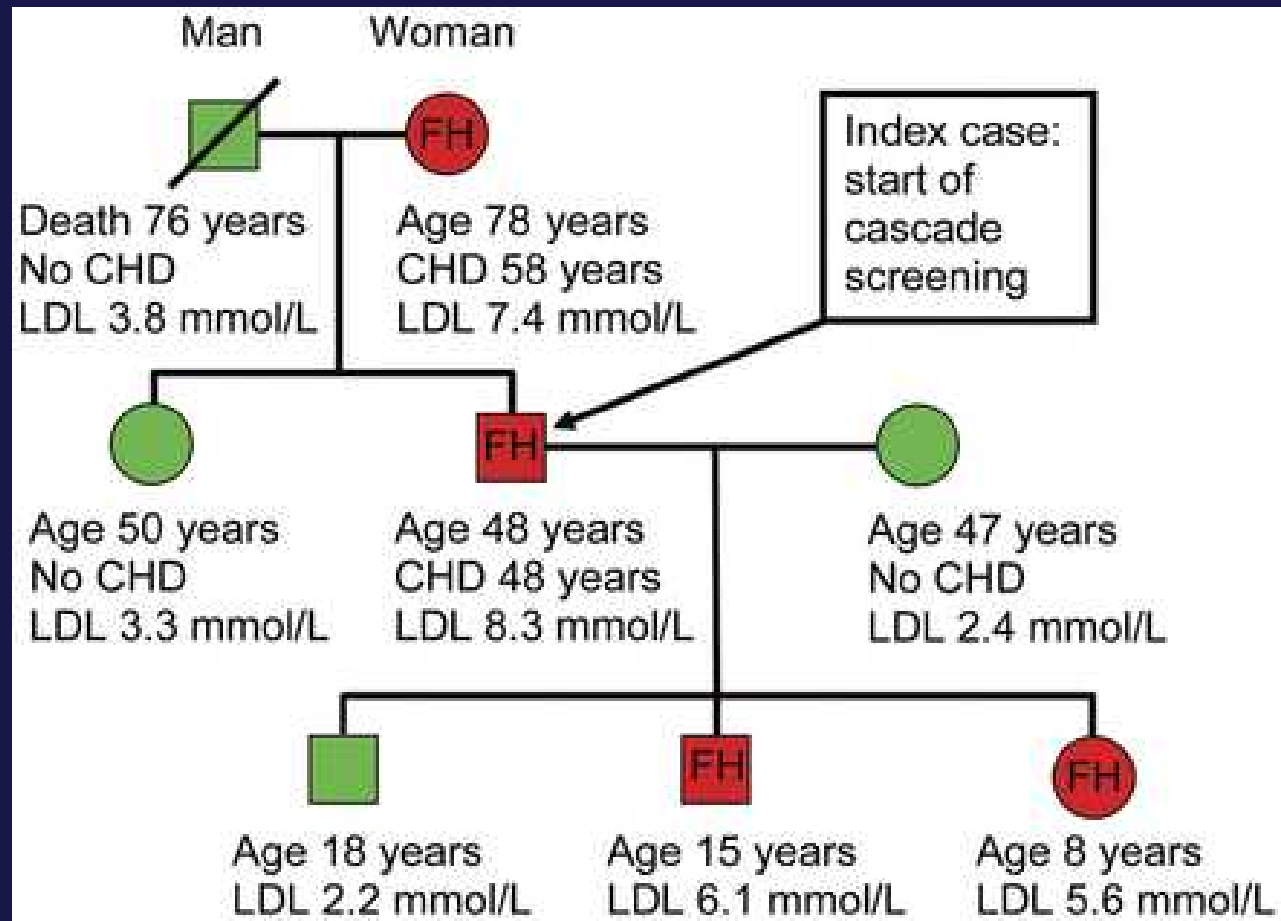 Man
Woman
FH
Index case:
start of
cascade
screening
Death 76 years
No CHD
LDL 3.8 mmol/L
Age 78 years
CHD 58 years
LDL 7.4 mmol/L
FH
Age 50 years
No CHD
LDL 3.3 mmol/L
Age 48 years
CHD 48 years
LDL 8.3 mmol/L
Age 47 years
No CHD
LDL 2.4 mmol/L
FH
FH
Age 18 years
LDL 2.2 mmol/L
Age 15 years
LDL 6.1 mmol/L
Age 8 years
LDL 5.6 mmol/L